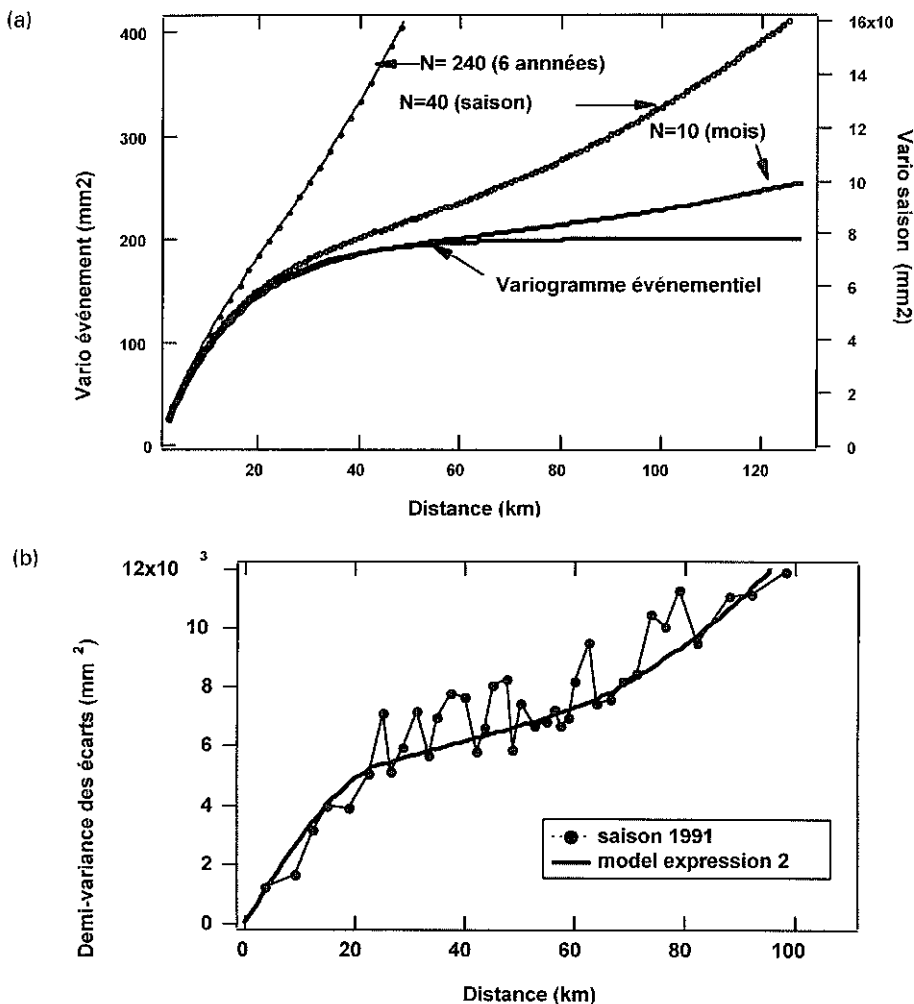 (a)
400
300
200
100
0
Vario événement (mm2)
N= 240 (6 annnées)
N=40 (saison)
N=10 (mois)
Variogramme événementiel
16x10
14
12
10
8
6
4
2
0
Vario saison (mm2)
20 40 60 80 100 120
Distance (km)
(b)
12x10 3
10
8
6
4
2
0
Demi-variance des écarts (mm 2)
saison 1991
model expression 2
0 20 40 60 80 100
Distance (km)